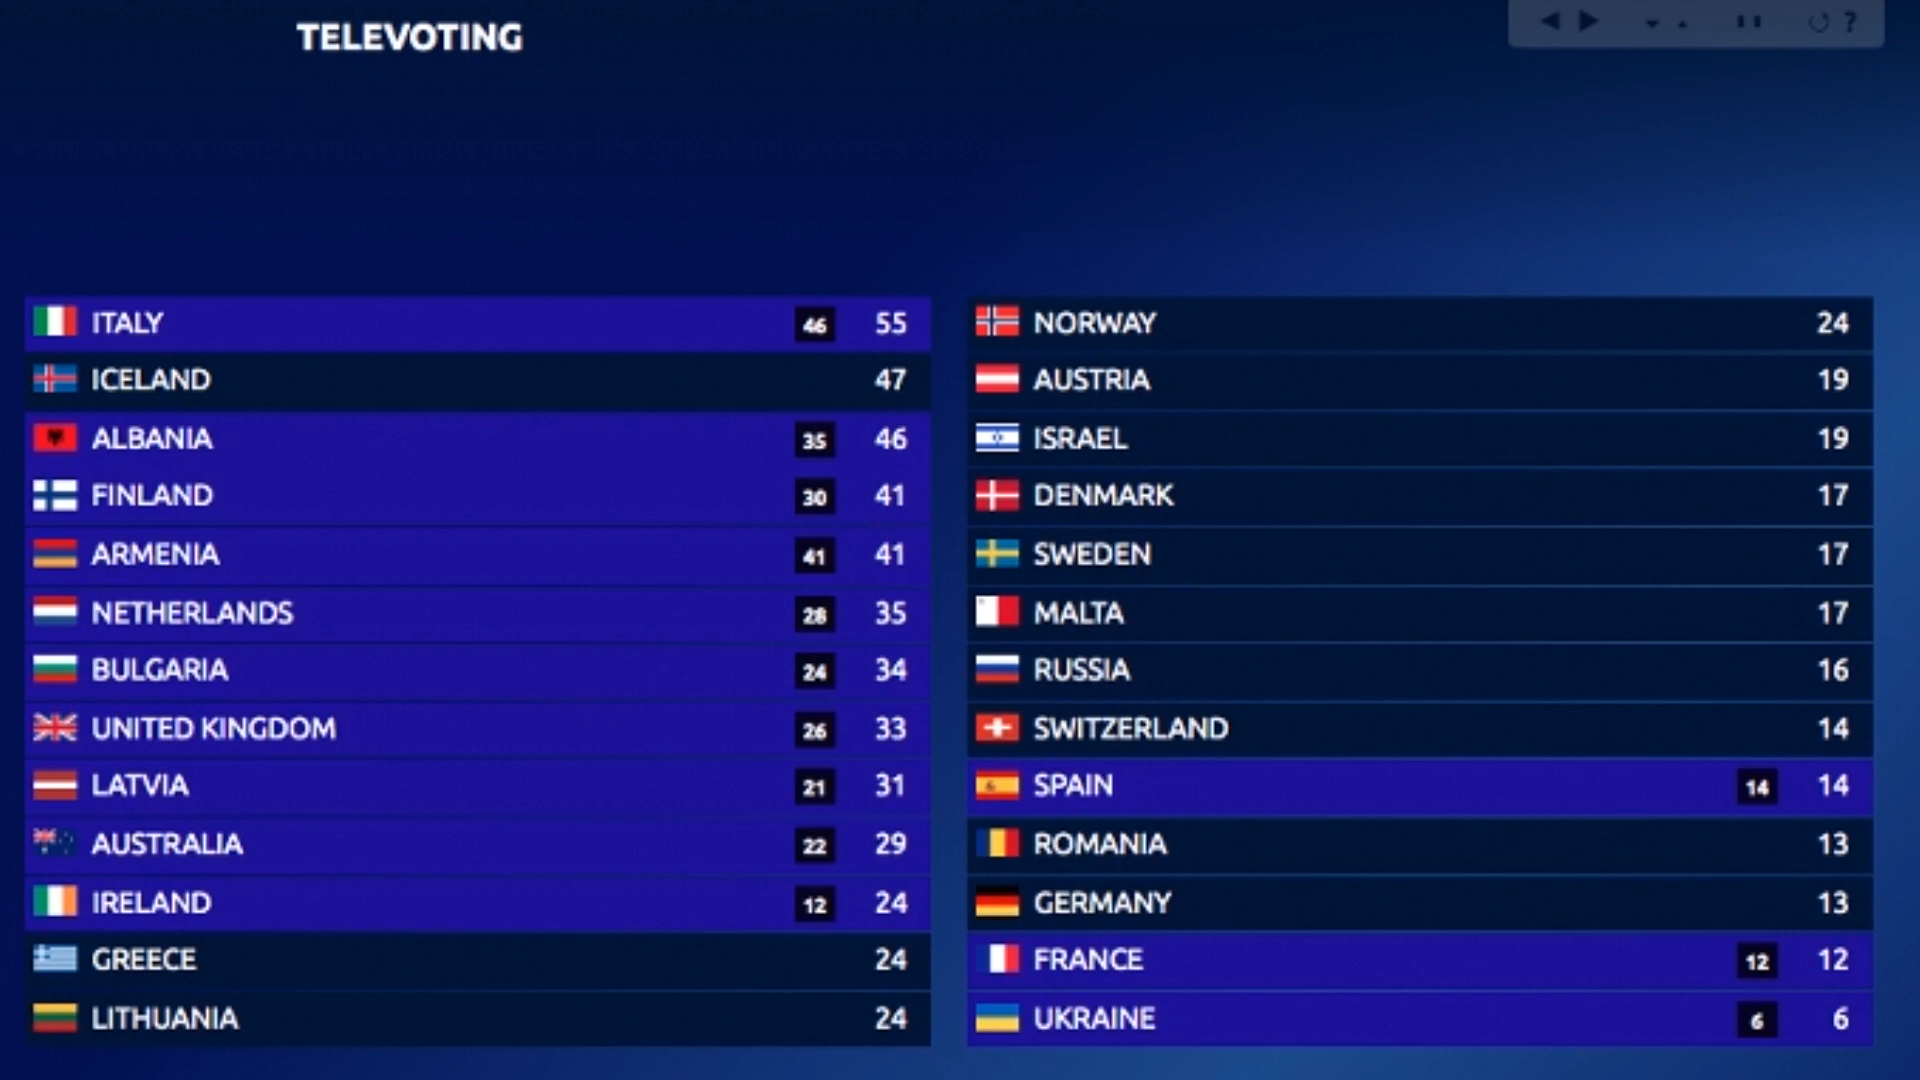 TELEVOTING
?
ITALY 46 55
ICELAND 47
ALBANIA 35 46
FINLAND 30 41
ARMENIA 41 41
NETHERLANDS 28 35
BULGARIA 24 34
UNITED KINGDOM 26 33
LATVIA 21 31
AUSTRALIA 22 29
IRELAND 12 24
GREECE 24
LITHUANIA 24
NORWAY 24
AUSTRIA 19
ISRAEL 19
DENMARK 17
SWEDEN 17
MALTA 17
RUSSIA 16
SWITZERLAND 14
SPAIN 14 14
ROMANIA 13
GERMANY 13
FRANCE 12 12
UKRAINE 6 6